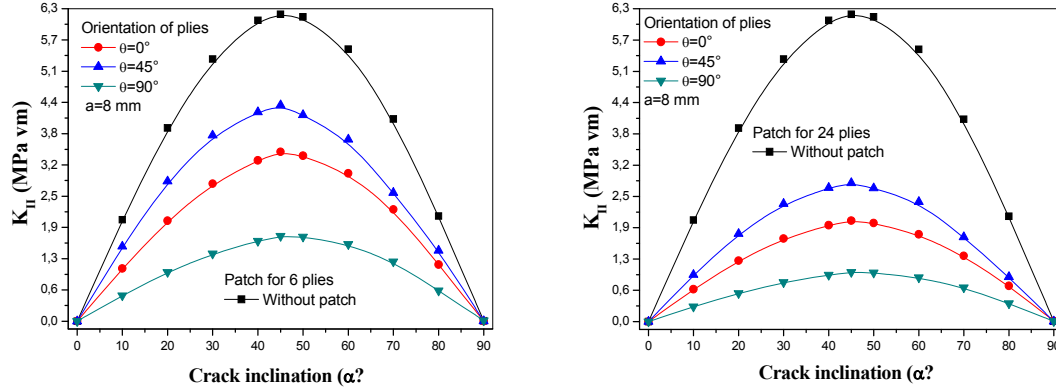 6,3
5,7
5,1
4,4
3,8
3,2
2,5
1,9
1,3
0,6
0,0
K_II (MPa vm)
Orientation of plies
θ=0°
θ=45°
θ=90°
a=8 mm
Patch for 6 plies
Without patch
0 10 20 30 40 50 60 70 80 90
Crack inclination (α?
6,3
5,7
5,1
4,4
3,8
3,2
2,5
1,9
1,3
0,6
0,0
K_II (MPa vm)
Orientation of plies
θ=0°
θ=45°
θ=90°
a=8 mm
Patch for 24 plies
Without patch
0 10 20 30 40 50 60 70 80 90
Crack inclination (α?